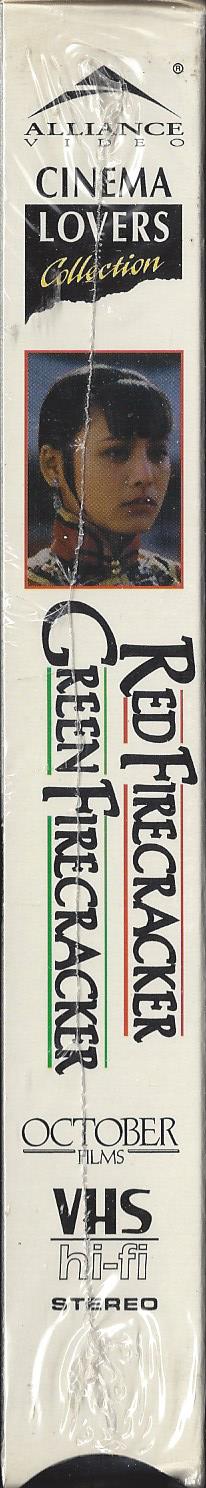 ®
ALLIANCE
VIDEO
CINEMA
LOVERS
Collection
RED FIRECRACKER
GREEN FIRECRACKER
OCTOBER
FILMS
VHS
hi-fi
STEREO